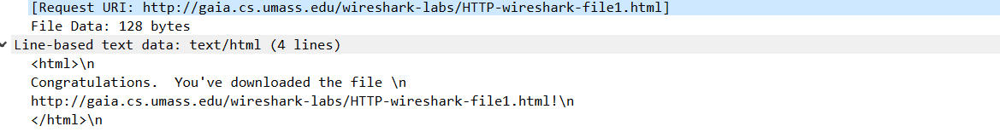 [Request URI: http://gaia.cs.umass.edu/wireshark-labs/HTTP-wireshark-file1.html]
File Data: 128 bytes
Line-based text data: text/html (4 lines)
<html>\n
Congratulations.  You've downloaded the file \n
http://gaia.cs.umass.edu/wireshark-labs/HTTP-wireshark-file1.html!\n
</html>\n